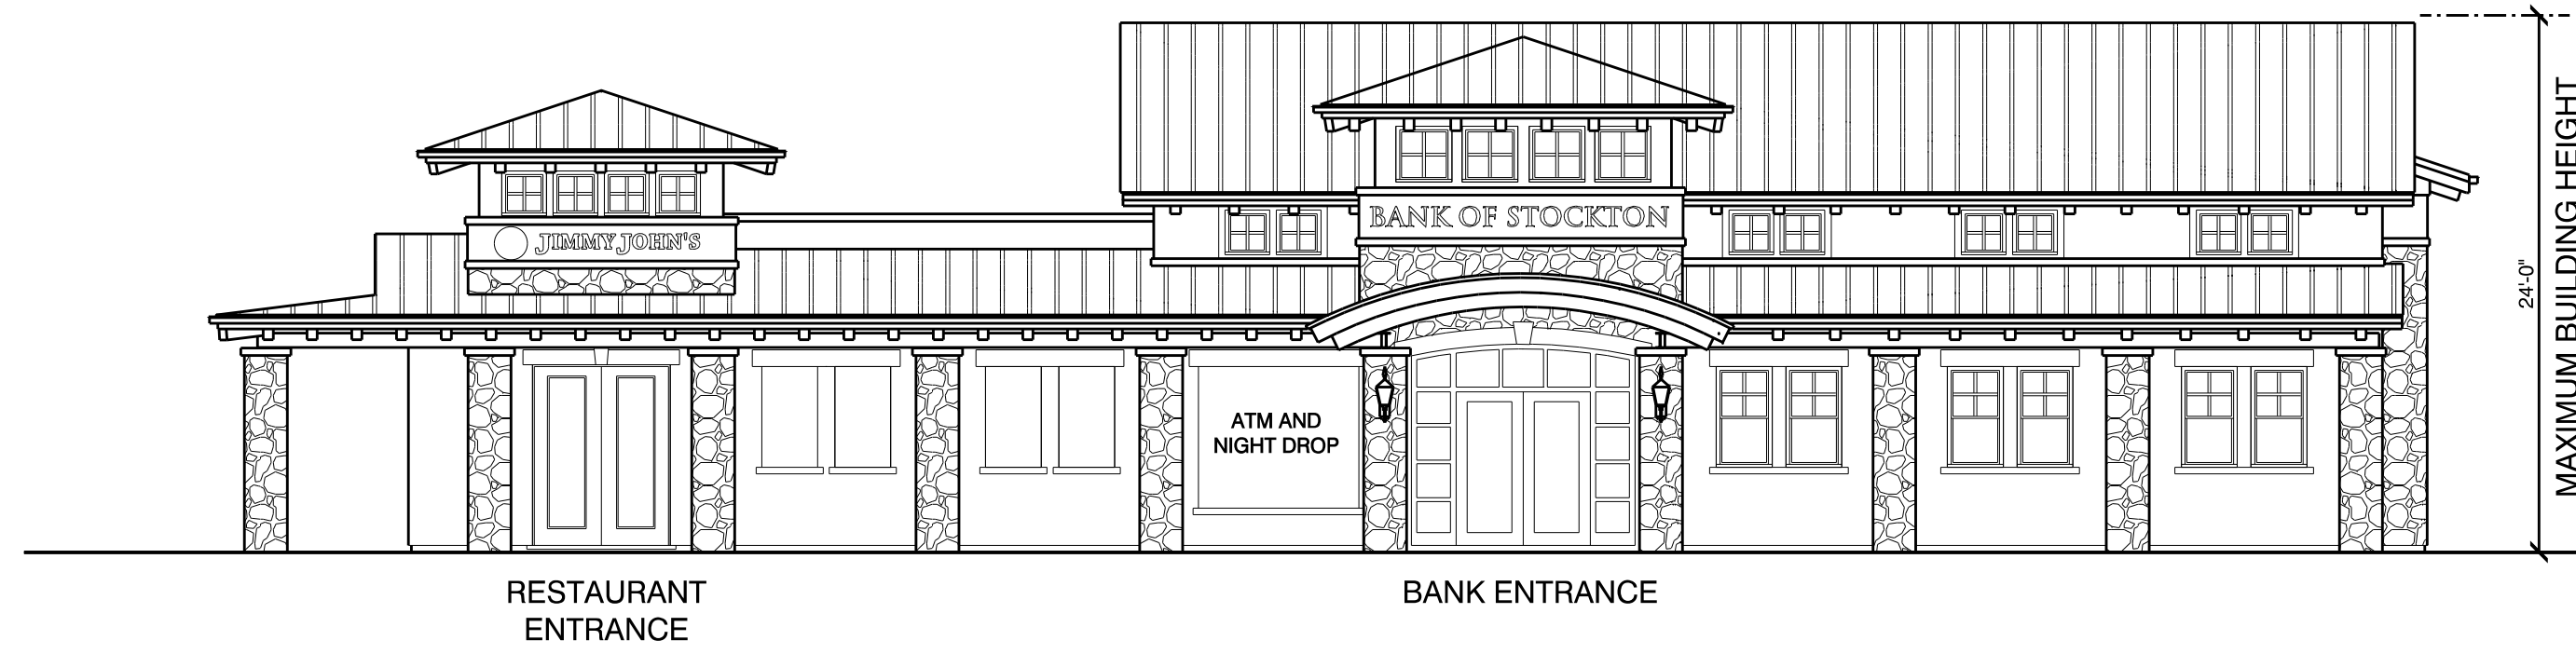 JIMMY JOHN'S
BANK OF STOCKTON
ATM AND
NIGHT DROP
RESTAURANT
ENTRANCE
BANK ENTRANCE
24'-0"
MAXIMUM BUILDING HEIGHT